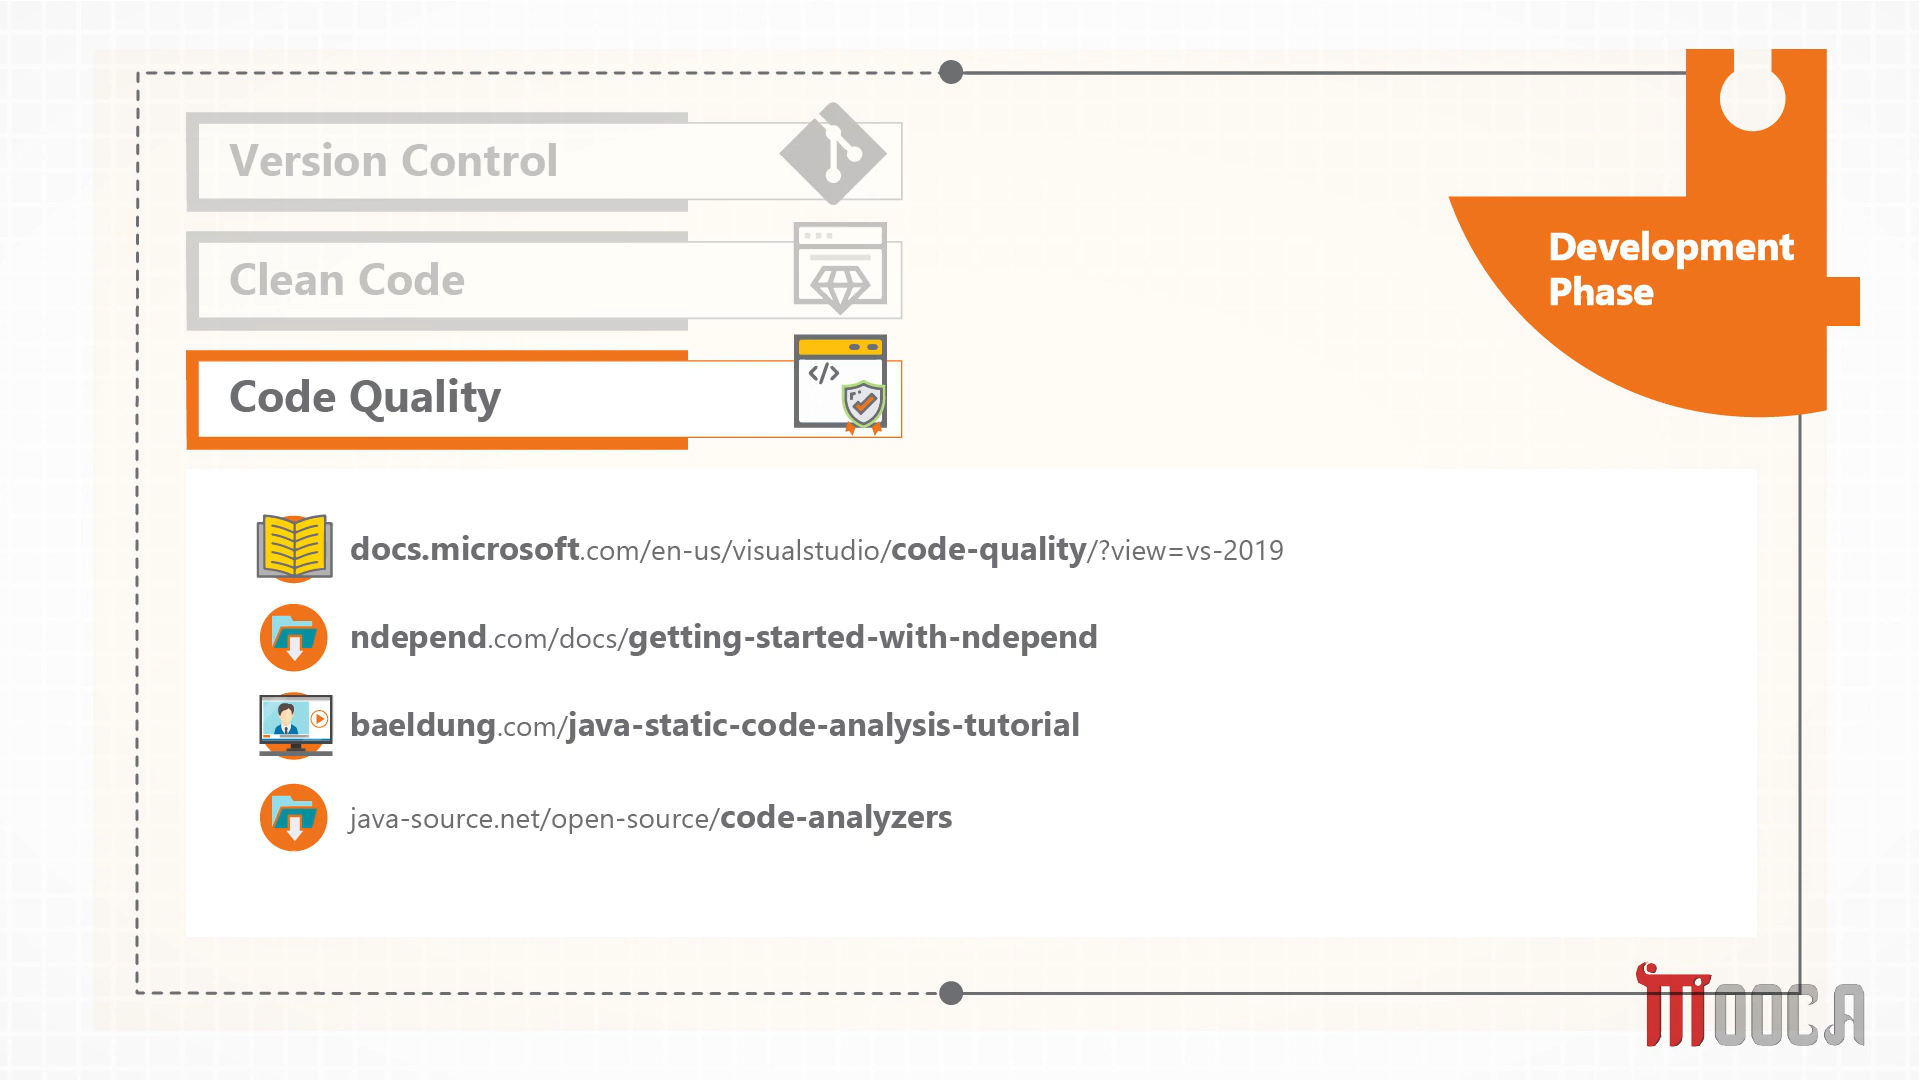 Version Control
Clean Code
Code Quality
</>
Development
Phase
docs.microsoft.com/en-us/visualstudio/code-quality/?view=vs-2019
ndepend.com/docs/getting-started-with-ndepend
baeldung.com/java-static-code-analysis-tutorial
java-source.net/open-source/code-analyzers
MOOCA